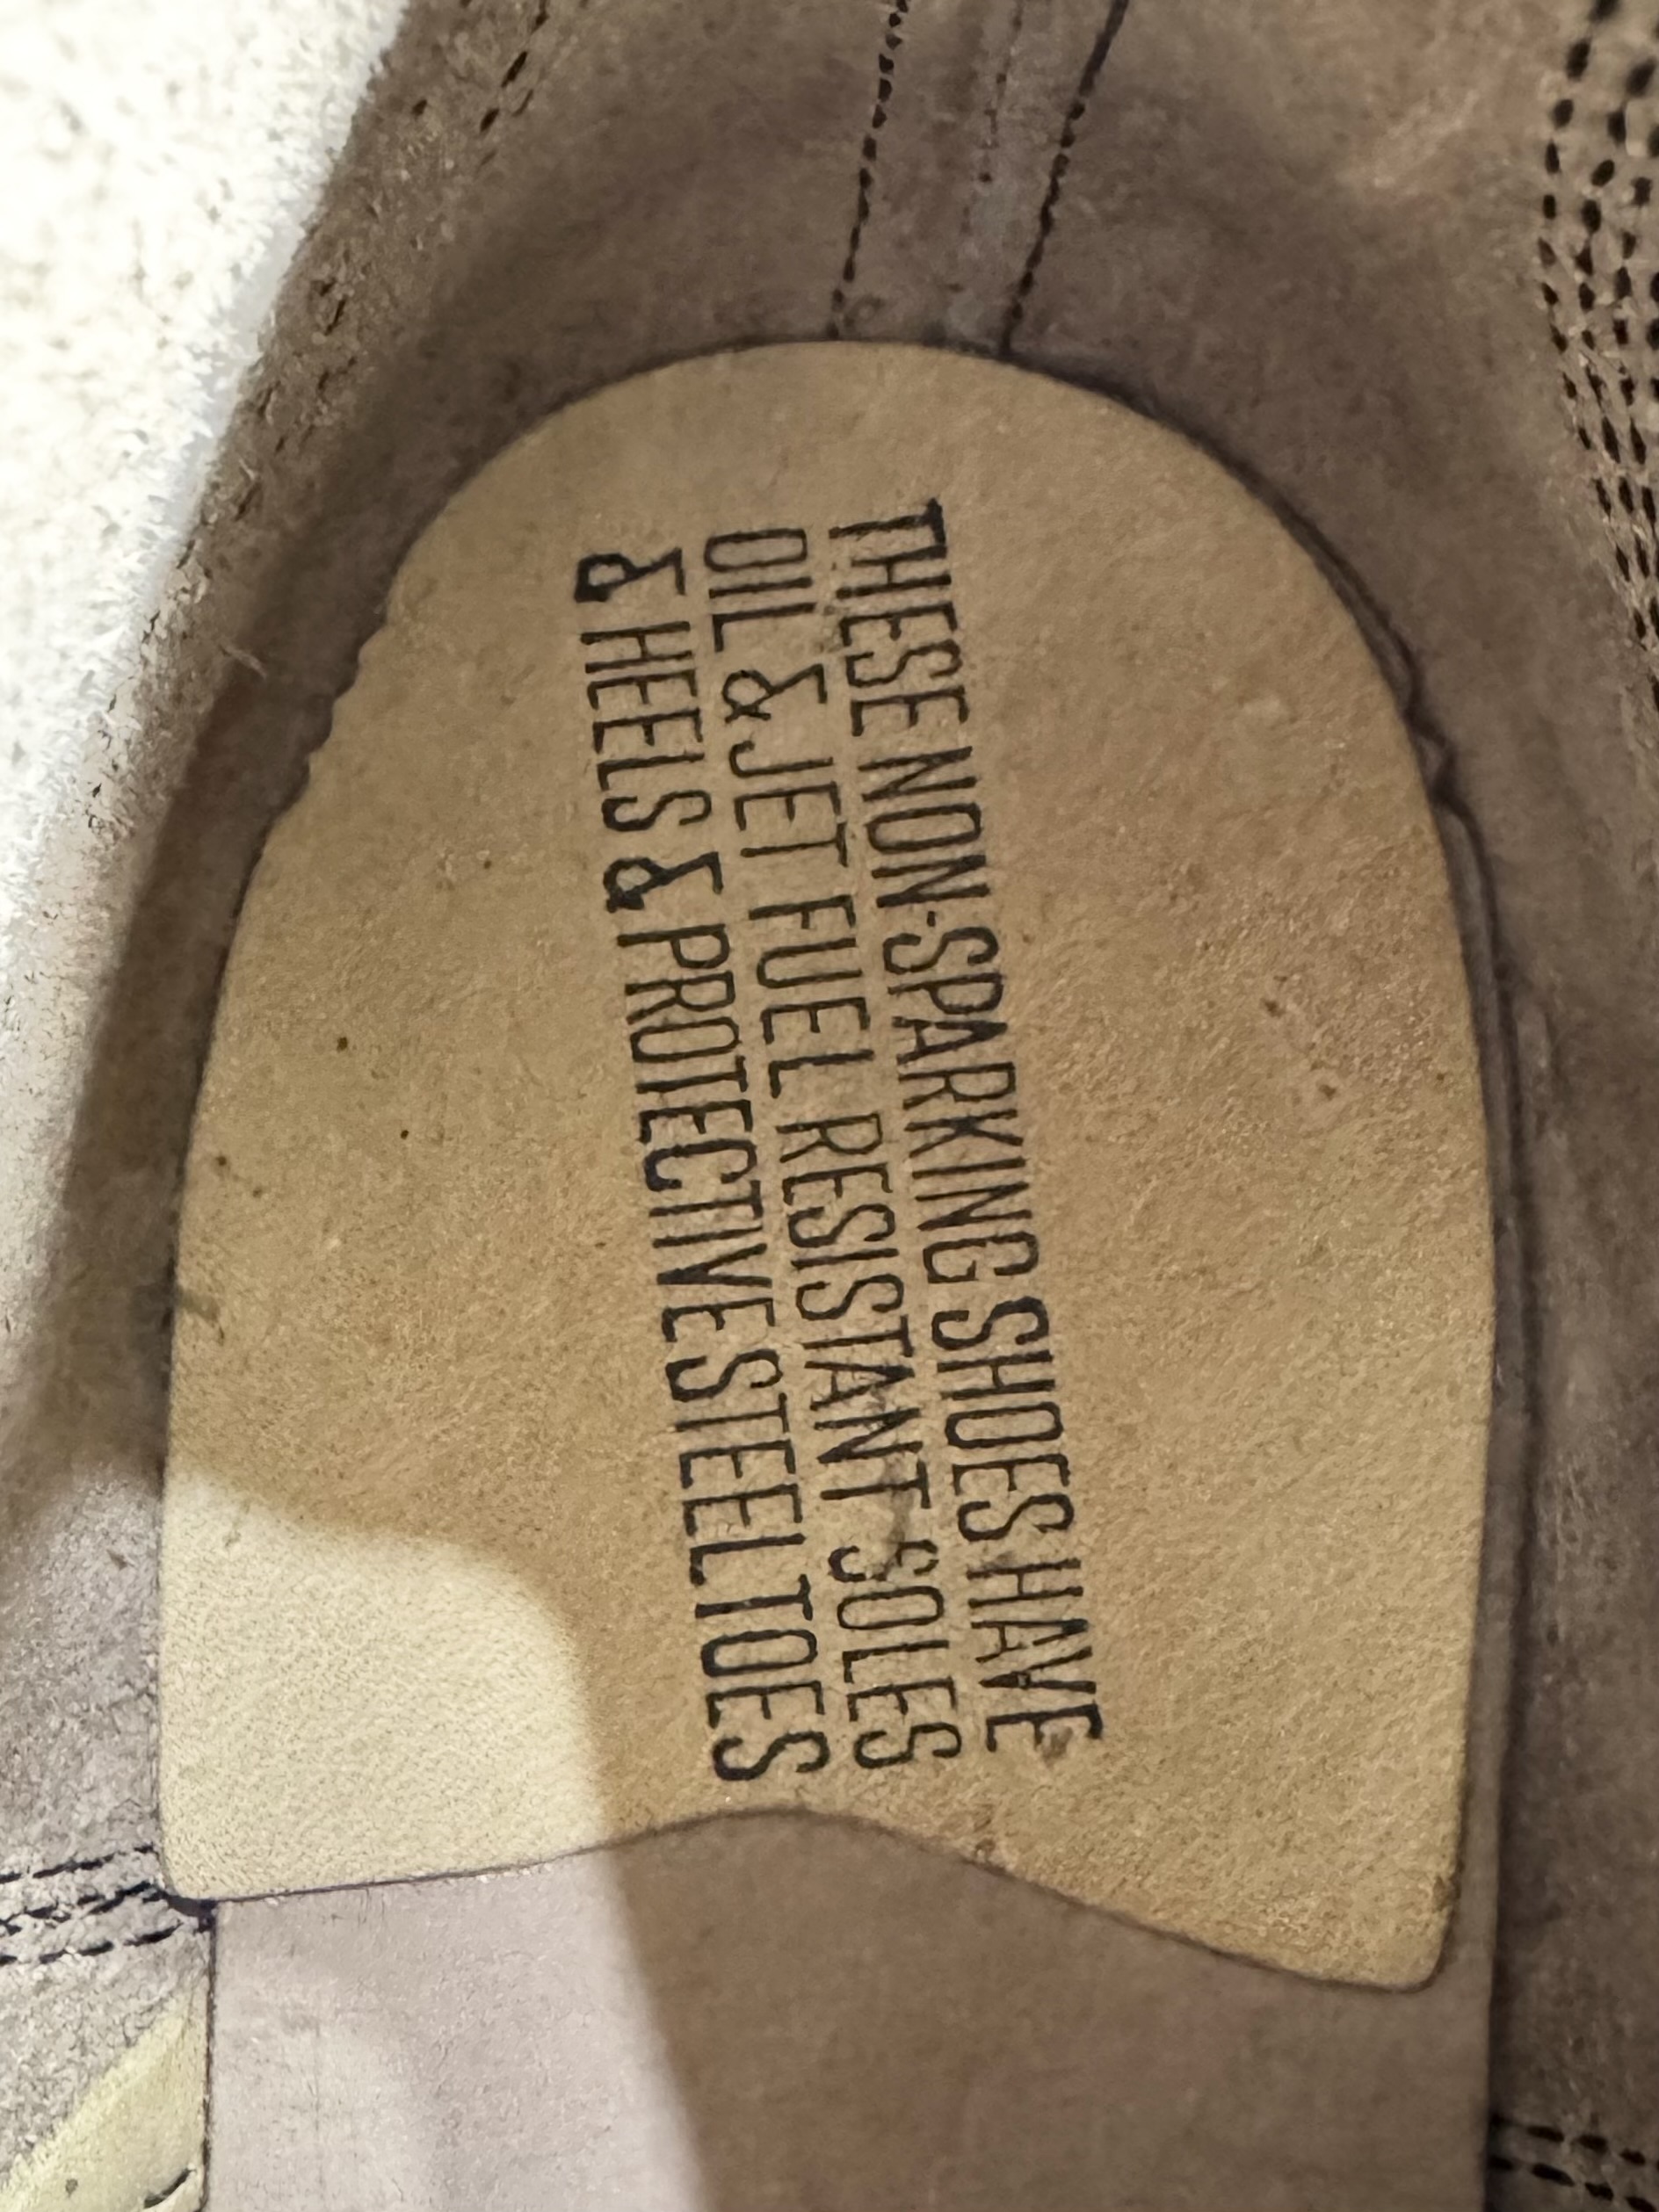 THESE NON-SPARKING SHOES HAVE
OIL & JET FUEL RESISTANT SOLES
& HEELS & PROTECTIVE STEEL TOES